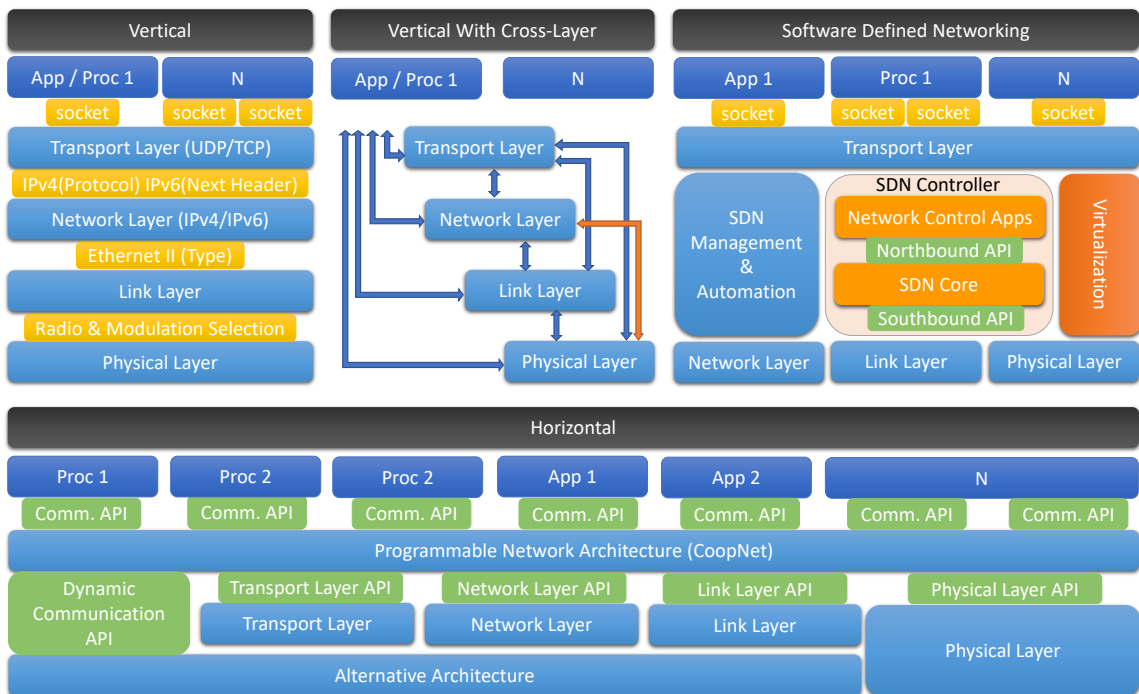 Vertical
App / Proc 1
N
socket
socket
socket
Transport Layer (UDP/TCP)
IPv4(Protocol) IPv6(Next Header)
Network Layer (IPv4/IPv6)
Ethernet II (Type)
Link Layer
Radio & Modulation Selection
Physical Layer
Vertical With Cross-Layer
App / Proc 1
N
Transport Layer
Network Layer
Link Layer
Physical Layer
Software Defined Networking
App 1
Proc 1
N
socket
socket
socket
socket
Transport Layer
SDN
Management
&
Automation
SDN Controller
Network Control Apps
Northbound API
SDN Core
Southbound API
Virtualization
Network Layer
Link Layer
Physical Layer
Horizontal
Proc 1
Proc 2
Proc 2
App 1
App 2
N
Comm. API
Comm. API
Comm. API
Comm. API
Comm. API
Comm. API
Comm. API
Programmable Network Architecture (CoopNet)
Dynamic
Communication
API
Transport Layer API
Network Layer API
Link Layer API
Physical Layer API
Transport Layer
Network Layer
Link Layer
Physical Layer
Alternative Architecture